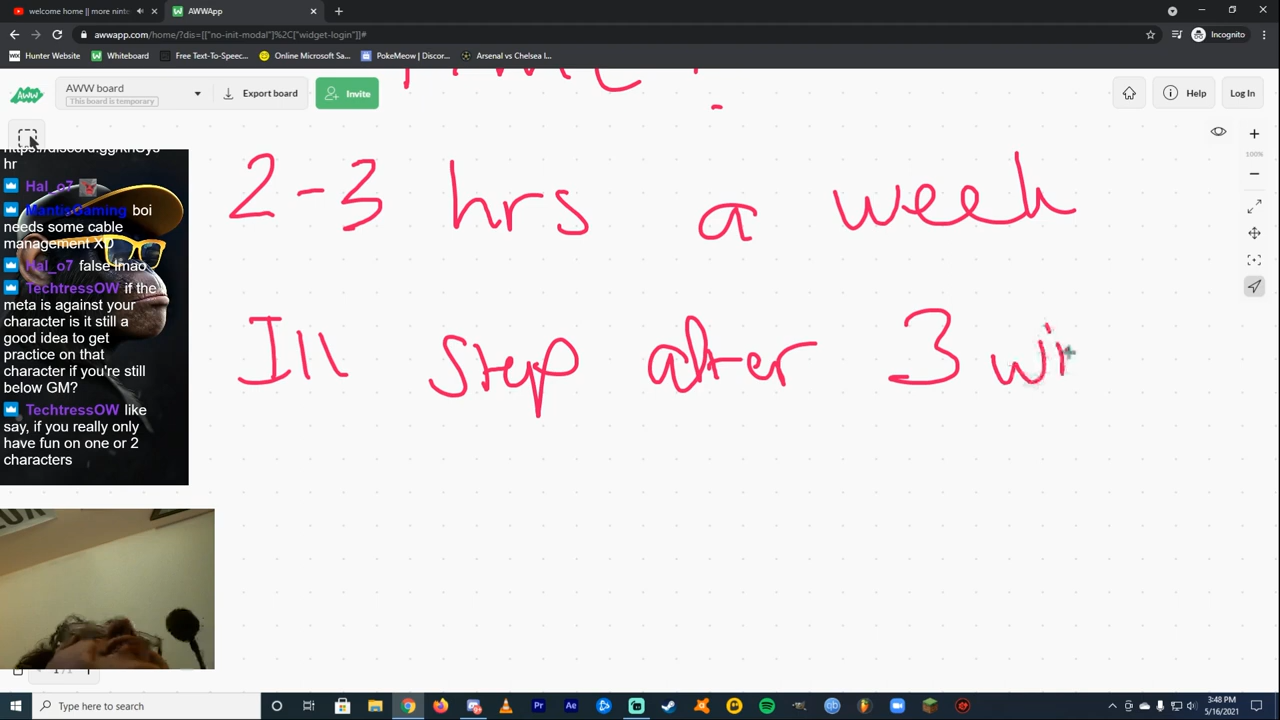 welcome home || more nint
AWWApp
awwapp.com/home/?dis=[["no-init-modal"]%2C["widget-login"]]#
Incognito
Hunter Website
Whiteboard
Free Text-To-Speec...
Online Microsoft Sa...
PokeMeow | Discor...
Arsenal vs Chelsea l...
AWW board
This board is temporary
Export board
Invite
Help
Log In
100%
hr
Hal_o7
MantisGaming boi
needs some cable
management XD
Hal_o7 false lmao
TechtressOW if the
meta is against your
character is it still a
good idea to get
practice on that
character if you're still
below GM?
TechtressOW like
say, if you really only
have fun on one or 2
characters
2-3 hrs a week
Ill stop after 3 wi
Type here to search
3:48 PM
5/16/2021